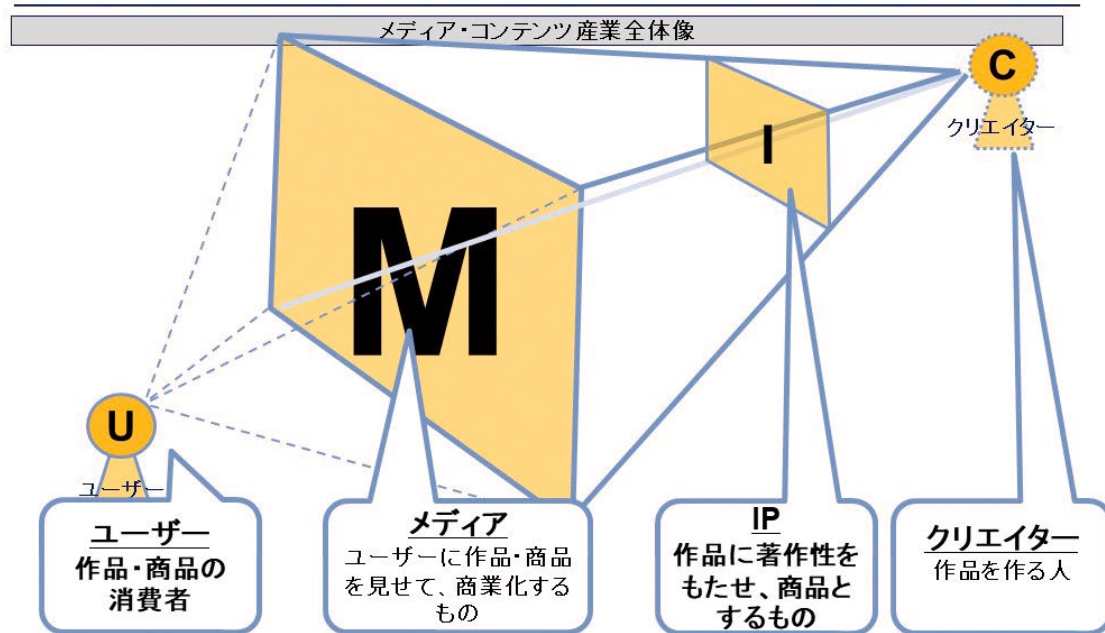 メディア・コンテンツ産業全体像
C
クリエイター
I
M
U
ユーザー
ユーザー
作品・商品の
消費者
メディア
ユーザーに作品・商品
を見せて、商業化する
もの
IP
作品に著作性を
もたせ、商品と
するもの
クリエイター
作品を作る人